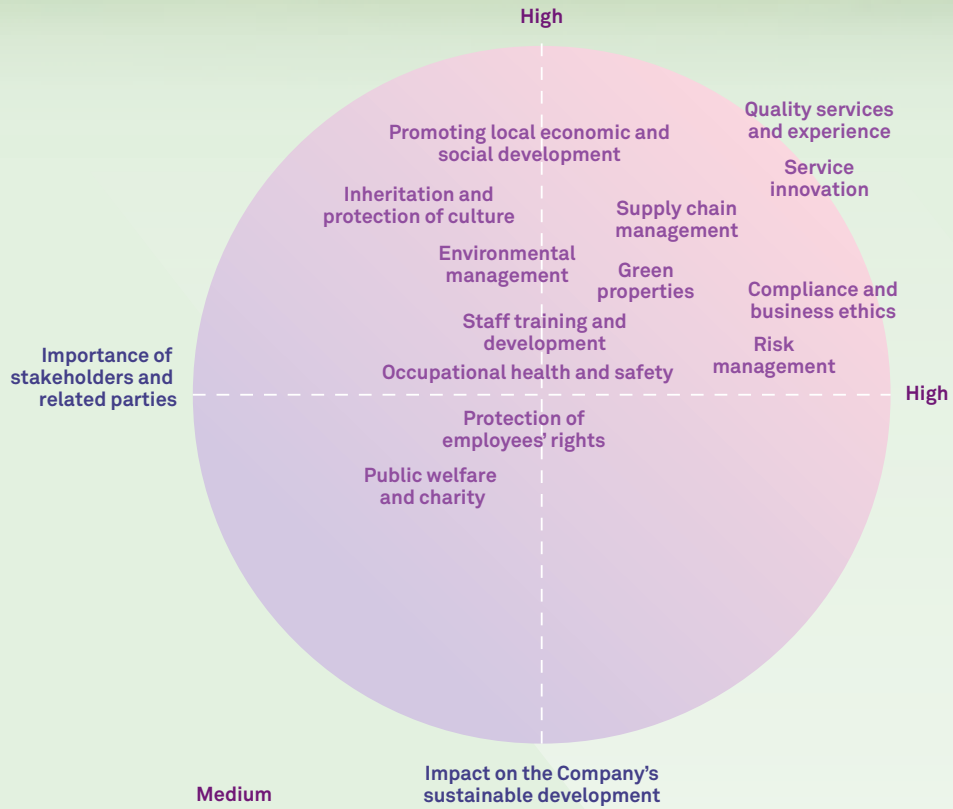 High
Quality services
and experience
Promoting local economic and
social development
Service
innovation
Inheritation and
protection of culture
Supply chain
management
Environmental
management
Green
properties
Compliance and
business ethics
Staff training and
development
Risk
management
Importance of
stakeholders and
related parties
Occupational health and safety
High
Protection of
employees' rights
Public welfare
and charity
Impact on the Company's
sustainable development
Medium